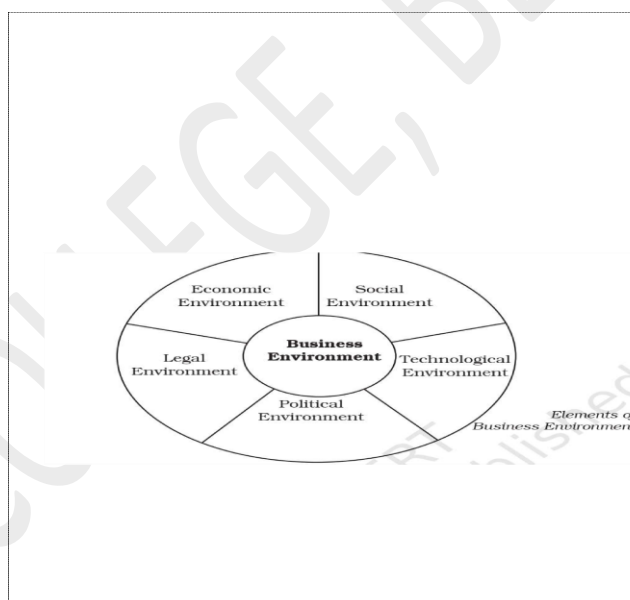 Economic
Environment
Social
Environment
Business
Environment
Legal
Environment
Technological
Environment
Political
Environment
Elements
Business Environmen